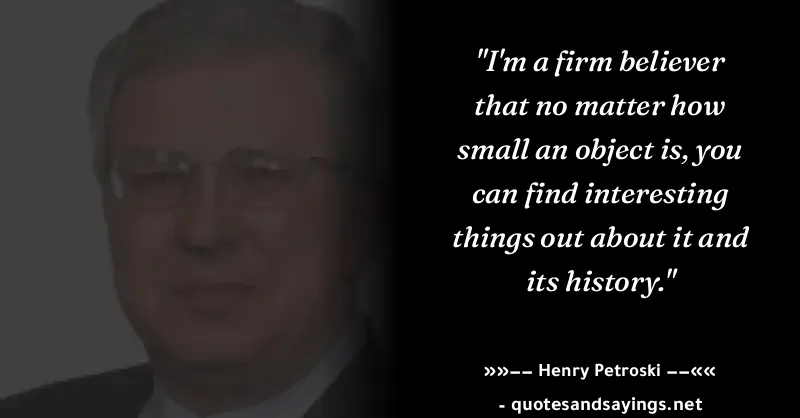 "I'm a firm believer
that no matter how
small an object is, you
can find interesting
things out about it and
its history."
»»−− Henry Petroski −−««
- quotesandsayings.net